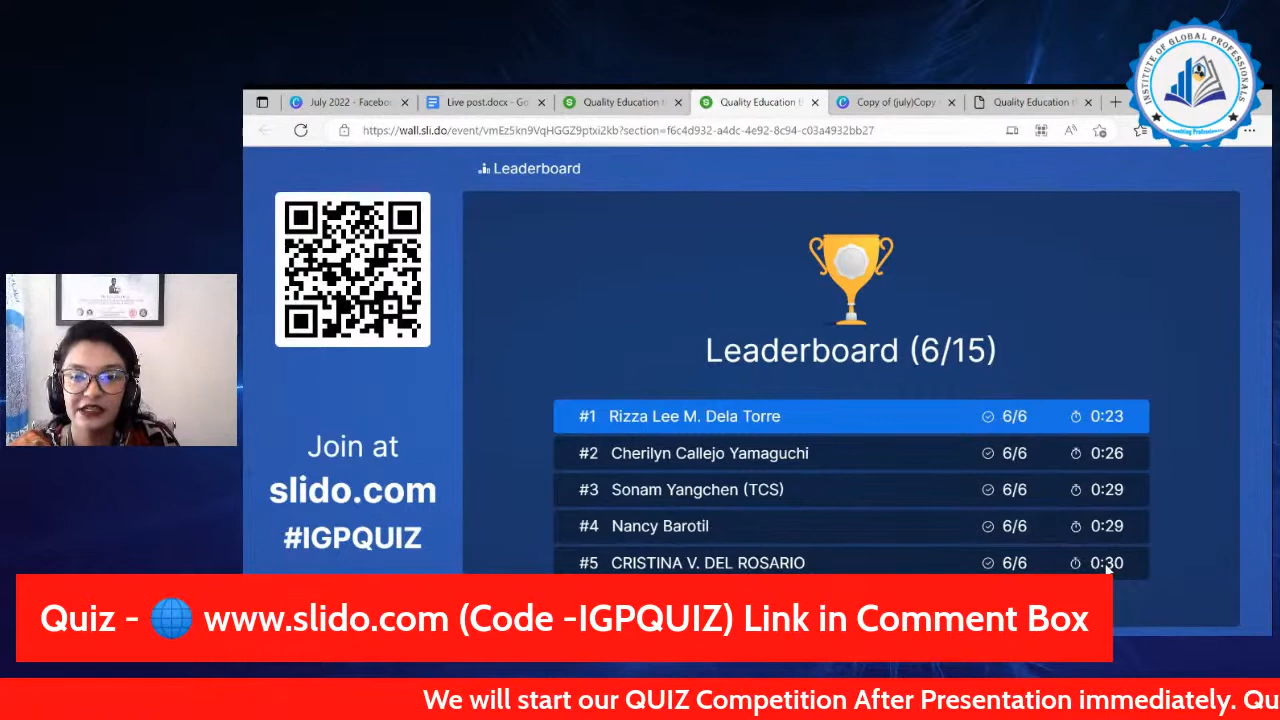 INSTITUTE OF GLOBAL PROFESSIONALS
Connecting Professionals
July 2022 - Facebo
Live post.docx - Go
Quality Education t
Quality Education t
Copy of (july)Copy
Quality Education t
https://wall.sli.do/event/vmEz5kn9VqHGGZ9ptxi2kb?section=f6c4d932-a4dc-4e92-8c94-c03a4932bb27
Leaderboard
Leaderboard (6/15)
#1 Rizza Lee M. Dela Torre 6/6 0:23
#2 Cherilyn Callejo Yamaguchi 6/6 0:26
#3 Sonam Yangchen (TCS) 6/6 0:29
#4 Nancy Barotil 6/6 0:29
#5 CRISTINA V. DEL ROSARIO 6/6 0:30
Join at
slido.com
#IGPQUIZ
Quiz - www.slido.com (Code -IGPQUIZ) Link in Comment Box
We will start our QUIZ Competition After Presentation immediately. Qu